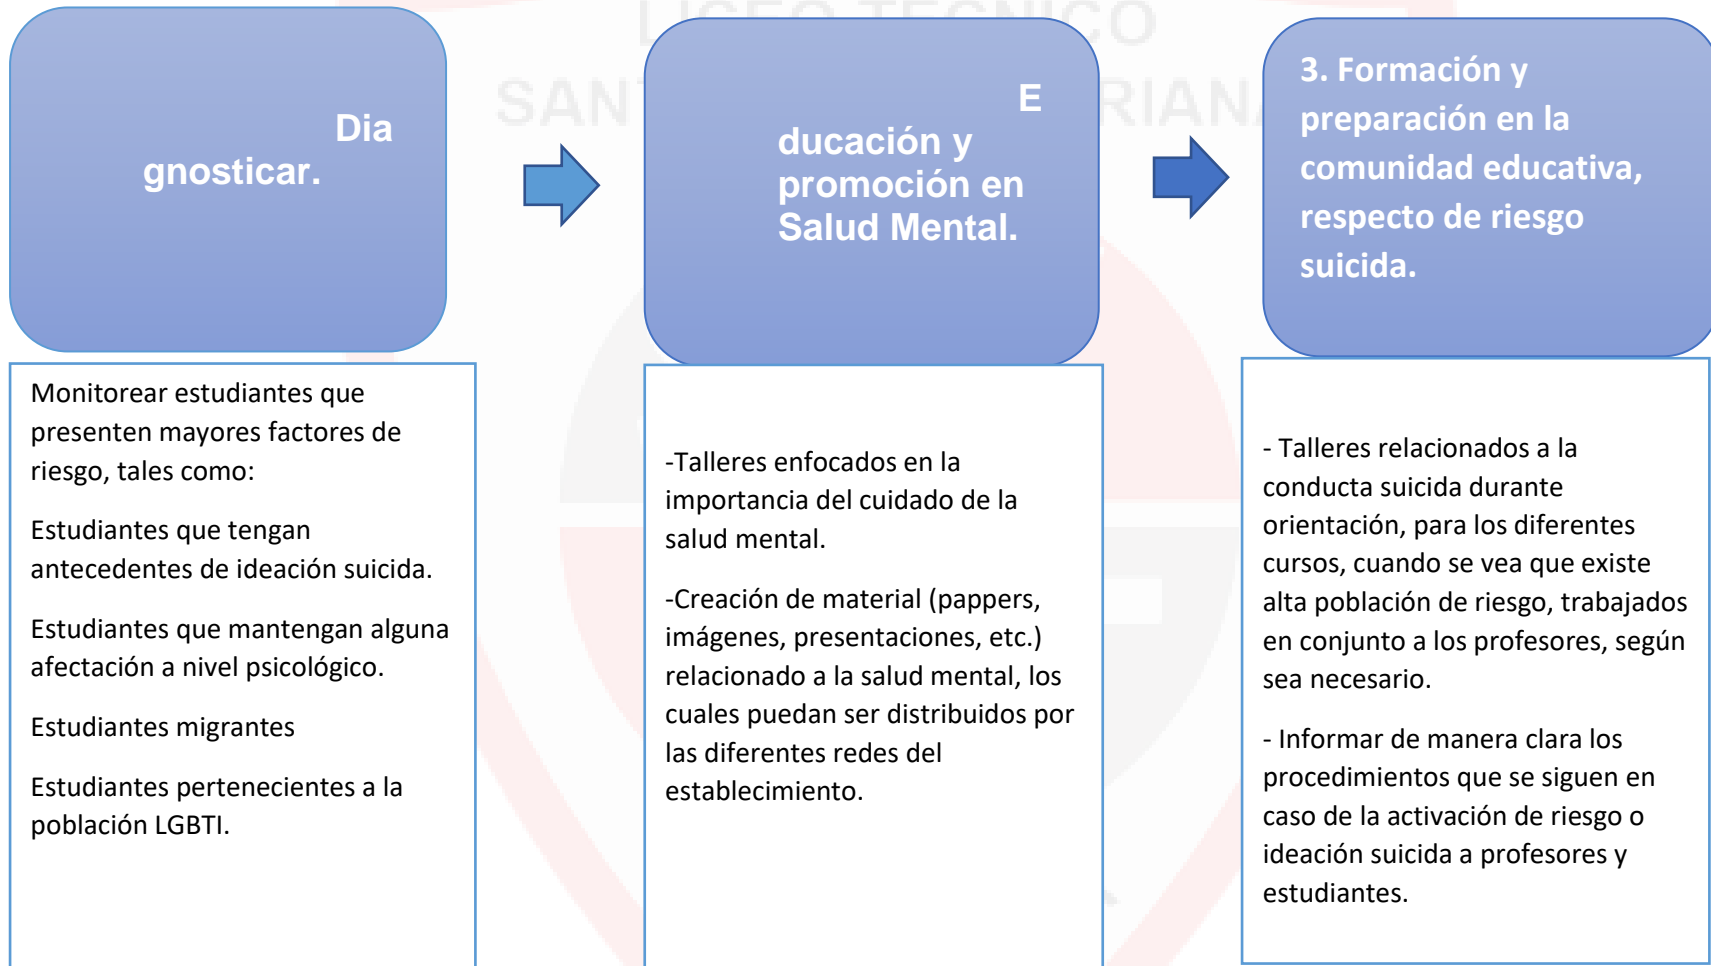 LICEO TECNICO
Dia
gnosticar.
E
ducación y
promoción en
Salud Mental.
3. Formación y
preparación en la
comunidad educativa,
respecto de riesgo
suicida.
Monitorear estudiantes que
presenten mayores factores de
riesgo, tales como:
Estudiantes que tengan
antecedentes de ideación suicida.
Estudiantes que mantengan alguna
afectación a nivel psicológico.
Estudiantes migrantes
Estudiantes pertenecientes a la
población LGBTI.
-Talleres enfocados en la
importancia del cuidado de la
salud mental.
-Creación de material (pappers,
imágenes, presentaciones, etc.)
relacionado a la salud mental, los
cuales puedan ser distribuidos por
las diferentes redes del
establecimiento.
- Talleres relacionados a la
conducta suicida durante
orientación, para los diferentes
cursos, cuando se vea que existe
alta población de riesgo, trabajados
en conjunto a los profesores, según
sea necesario.
- Informar de manera clara los
procedimientos que se siguen en
caso de la activación de riesgo o
ideación suicida a profesores y
estudiantes.